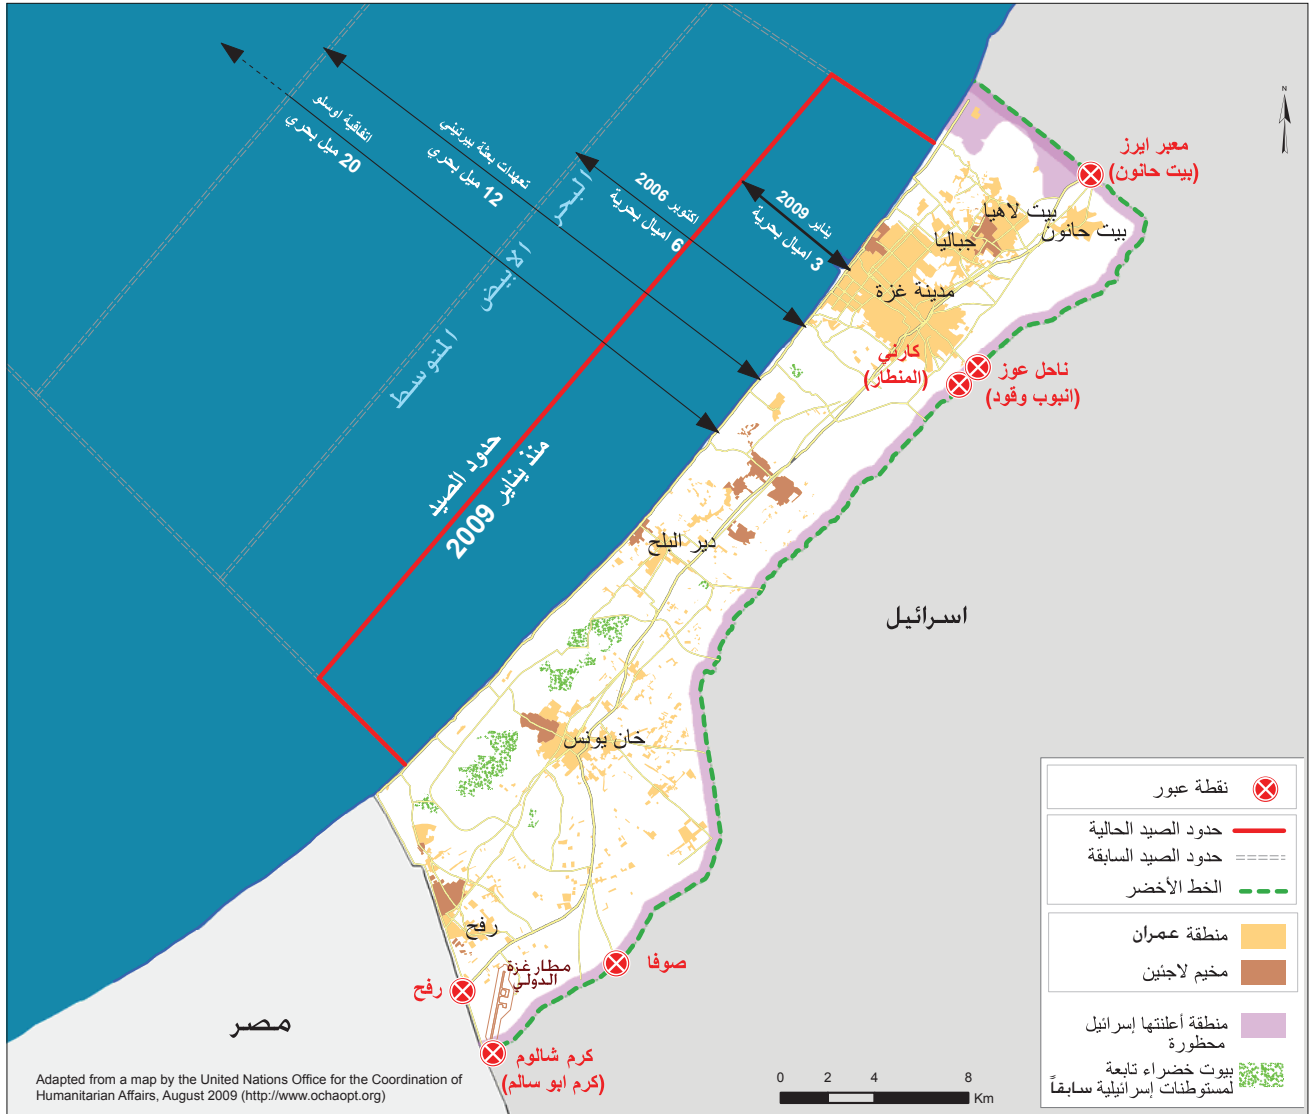 اتفاقية اوسلو
20 ميل بحري
تعهدات بعثة بيرتيني
12 ميل بحري
اكتوبر 2006
6 اميال بحرية
يناير 2009
3 اميال بحرية
البحر الابيض المتوسط
حدود الصيد
منذ يناير
2009
N
معبر ايرز
(بيت حانون)
بيت لاهيا
بيت حانون
جباليا
مدينة غزة
كارني
(المنطار)
ناحل عوز
(انبوب وقود)
دير البلح
اسرائيل
خان يونس
رفح
مطار غزة
الدولي
صوفا
رفح
مصر
كرم شالوم
(كرم ابو سالم)
نقطة عبور
حدود الصيد الحالية
حدود الصيد السابقة
الخط الأخضر
منطقة عمران
مخيم لاجئين
منطقة أعلنتها إسرائيل
محظورة
بيوت خضراء تابعة
لمستوطنات إسرائيلية سابقاً
0 2 4 8
Km
Adapted from a map by the United Nations Office for the Coordination of
Humanitarian Affairs, August 2009 (http://www.ochaopt.org)